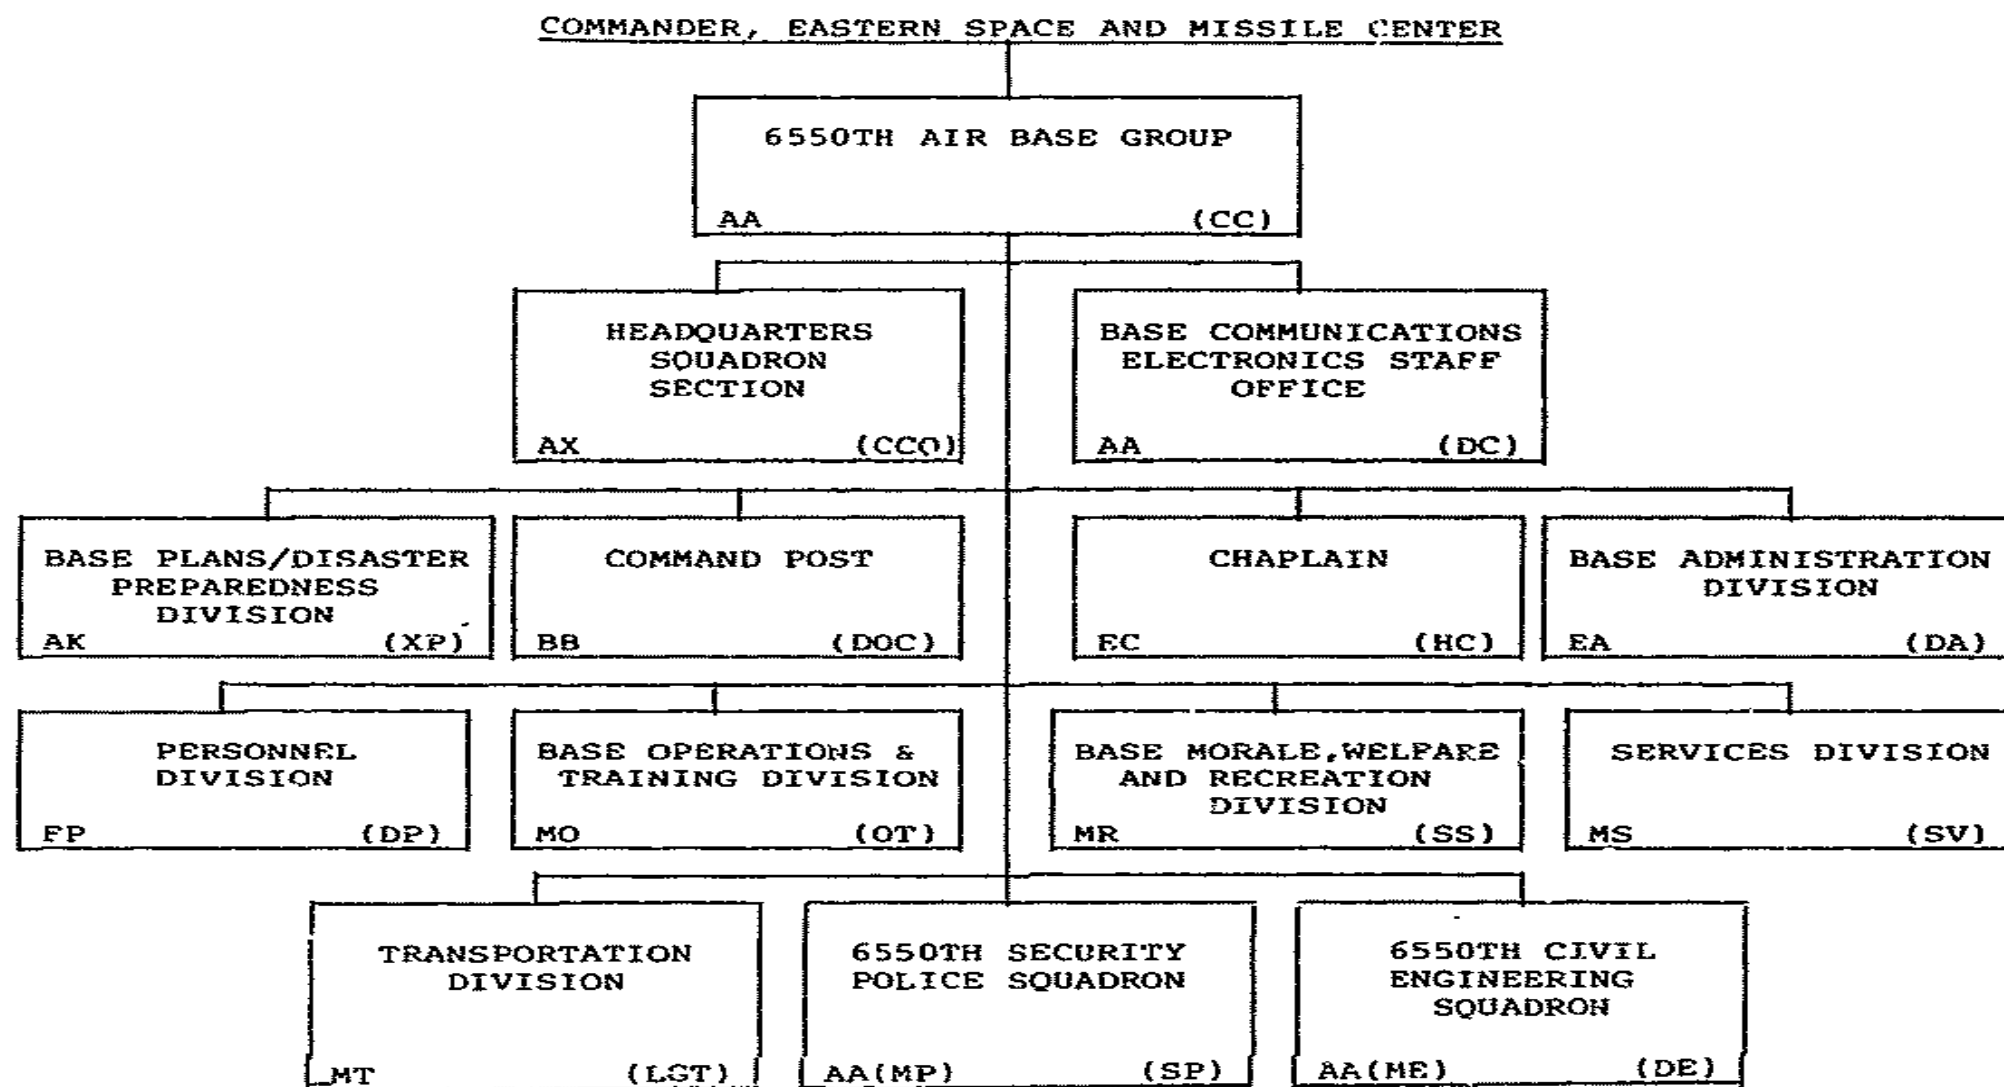 COMMANDER, EASTERN SPACE AND MISSILE CENTER
6550TH AIR BASE GROUP
AA (CC)
HEADQUARTERS
SQUADRON
SECTION
AX (CCQ)
BASE COMMUNICATIONS
ELECTRONICS STAFF
OFFICE
AA (DC)
BASE PLANS/DISASTER
PREPAREDNESS
DIVISION
AK (XP)
COMMAND POST
BB (DOC)
CHAPLAIN
EC (HC)
BASE ADMINISTRATION
DIVISION
EA (DA)
PERSONNEL
DIVISION
FP (DP)
BASE OPERATIONS &
TRAINING DIVISION
MO (OT)
BASE MORALE,WELFARE
AND RECREATION
DIVISION
MR (SS)
SERVICES DIVISION
MS (SV)
TRANSPORTATION
DIVISION
MT (LGT)
6550TH SECURITY
POLICE SQUADRON
AA(MP) (SP)
6550TH CIVIL
ENGINEERING
SQUADRON
AA(ME) (DE)